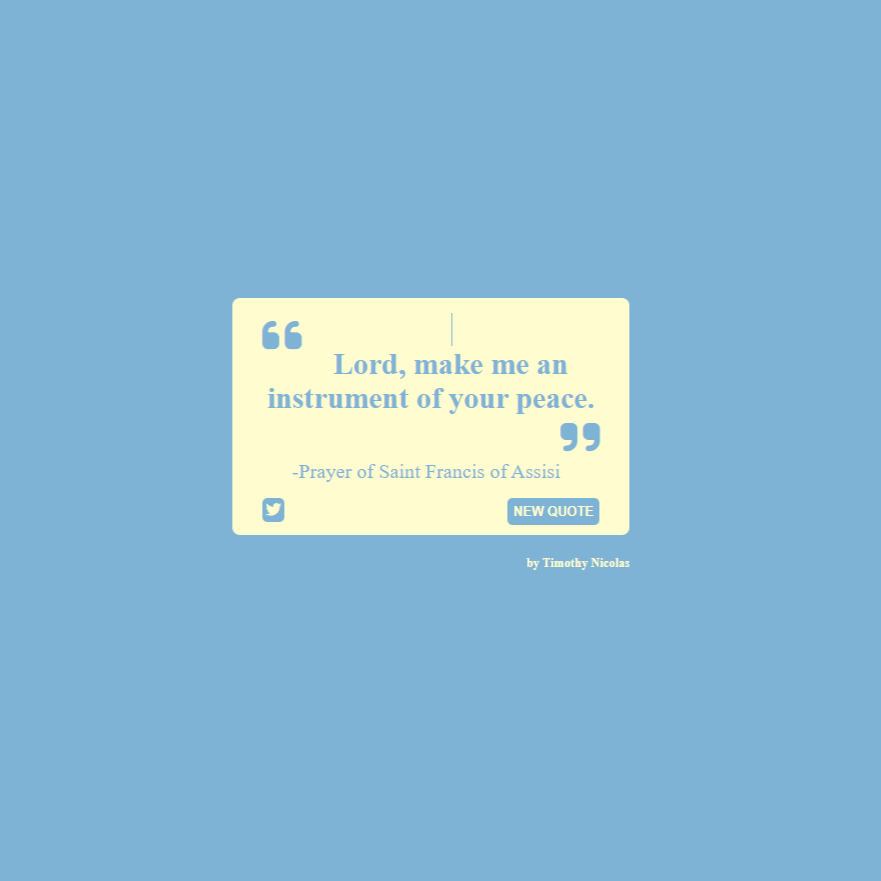 Lord, make me an
instrument of your peace.
-Prayer of Saint Francis of Assisi
NEW QUOTE
by Timothy Nicolas